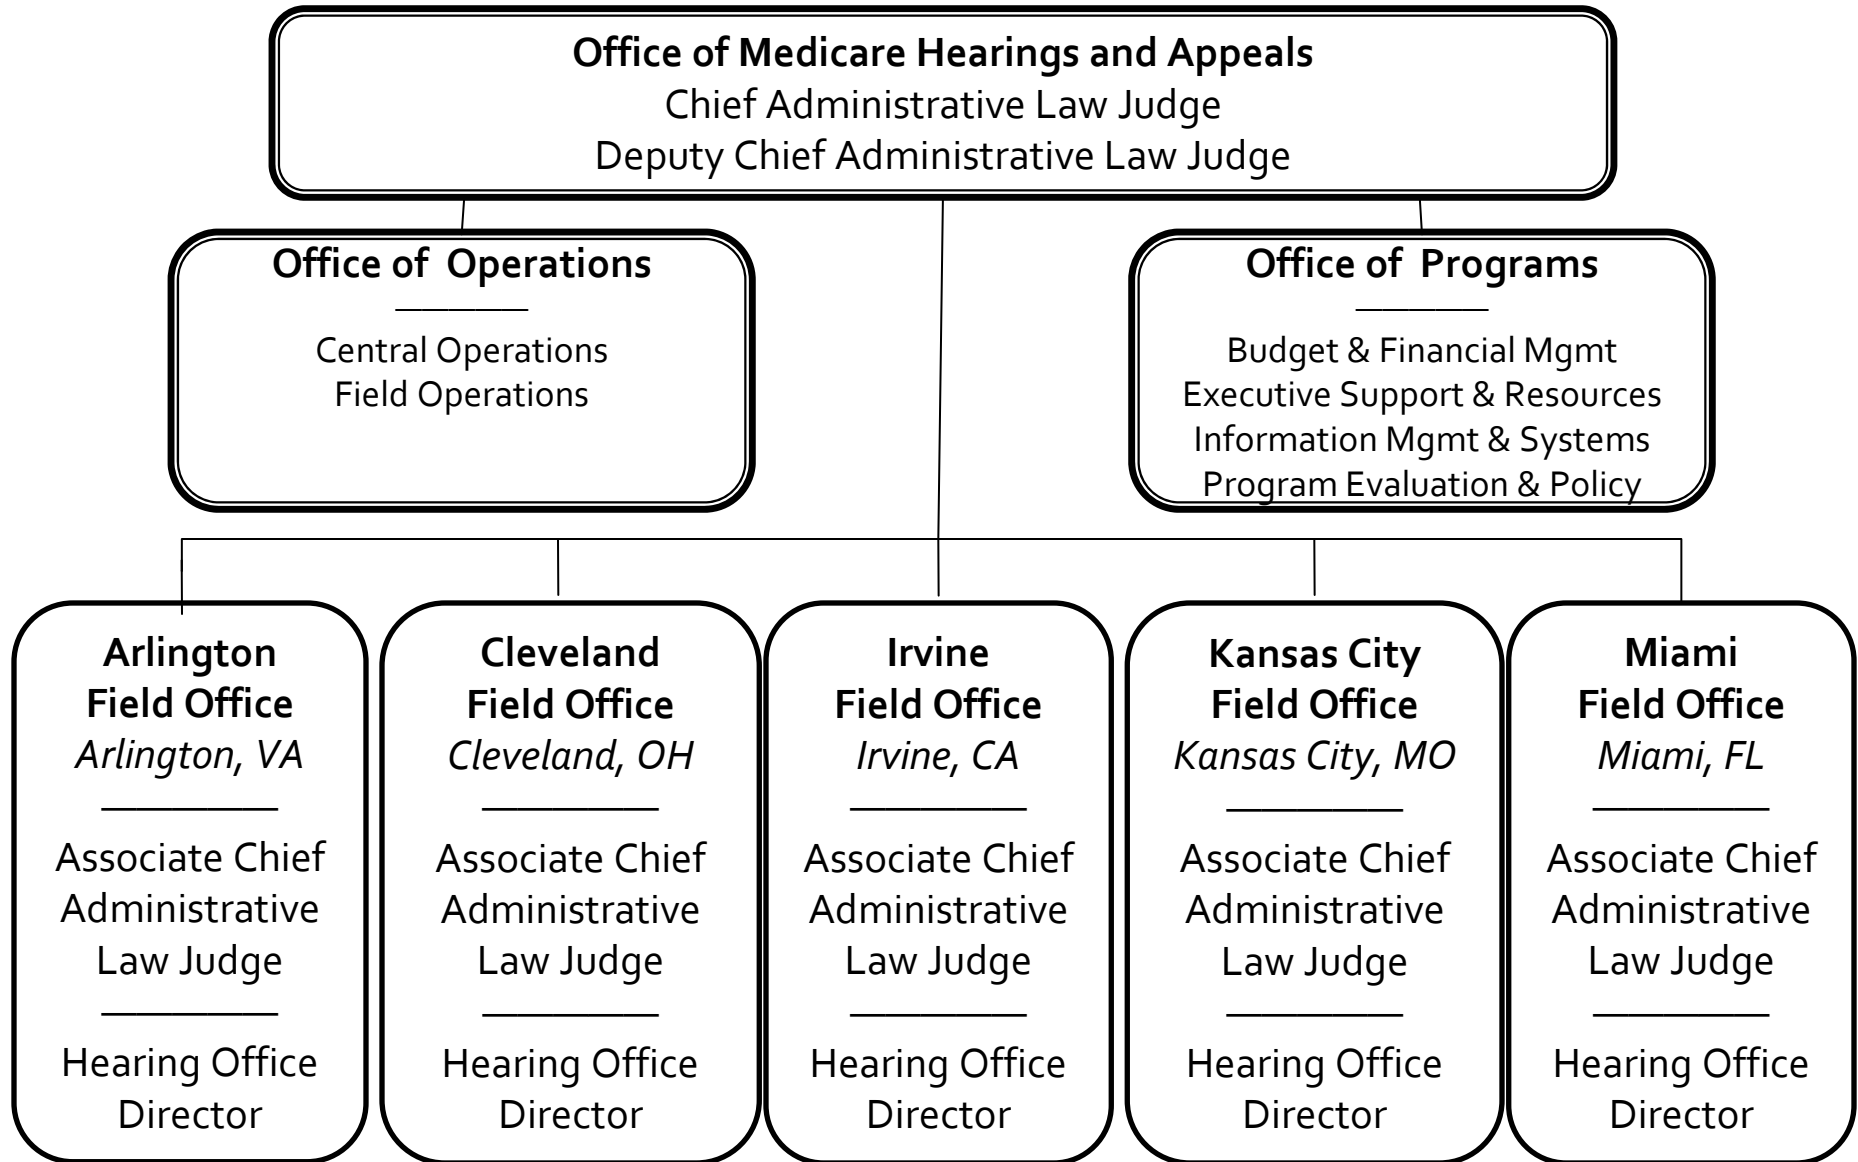 Office of Medicare Hearings and Appeals
Chief Administrative Law Judge
Deputy Chief Administrative Law Judge
Office of  Operations
Central Operations
Field Operations
Office of  Programs
Budget & Financial Mgmt
Executive Support & Resources
Information Mgmt & Systems
Program Evaluation & Policy
Arlington
Field Office
Arlington, VA
Associate Chief
Administrative
Law Judge
Hearing Office
Director
Cleveland
Field Office
Cleveland, OH
Associate Chief
Administrative
Law Judge
Hearing Office
Director
Irvine
Field Office
Irvine, CA
Associate Chief
Administrative
Law Judge
Hearing Office
Director
Kansas City
Field Office
Kansas City, MO
Associate Chief
Administrative
Law Judge
Hearing Office
Director
Miami
Field Office
Miami, FL
Associate Chief
Administrative
Law Judge
Hearing Office
Director